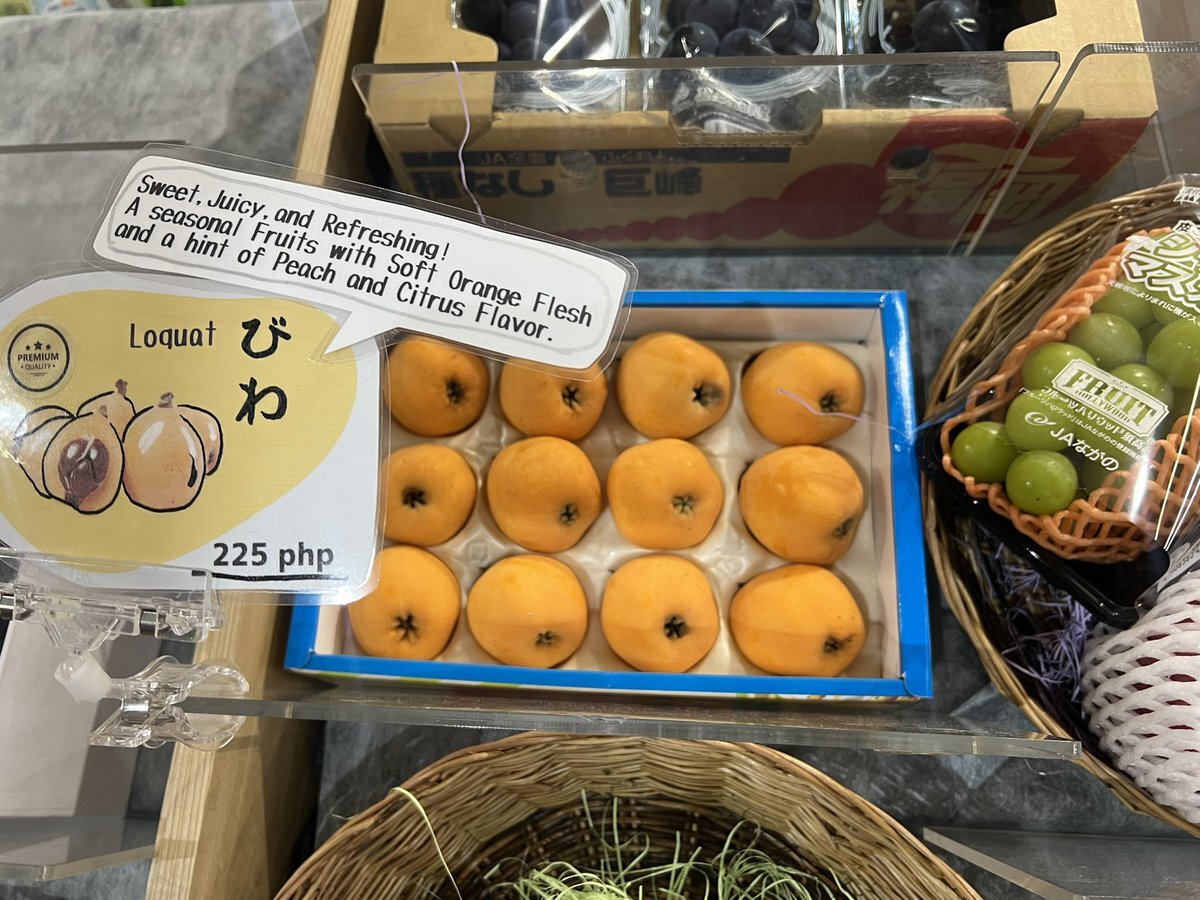 Sweet, Juicy, and Refreshing!
A seasonal Fruits with Soft Orange Flesh
and a hint of Peach and Citrus Flavor.
PREMIUM
QUALITY
Loquat
びわ
225 php
種なし 巨峰
FRUIT
JAながの